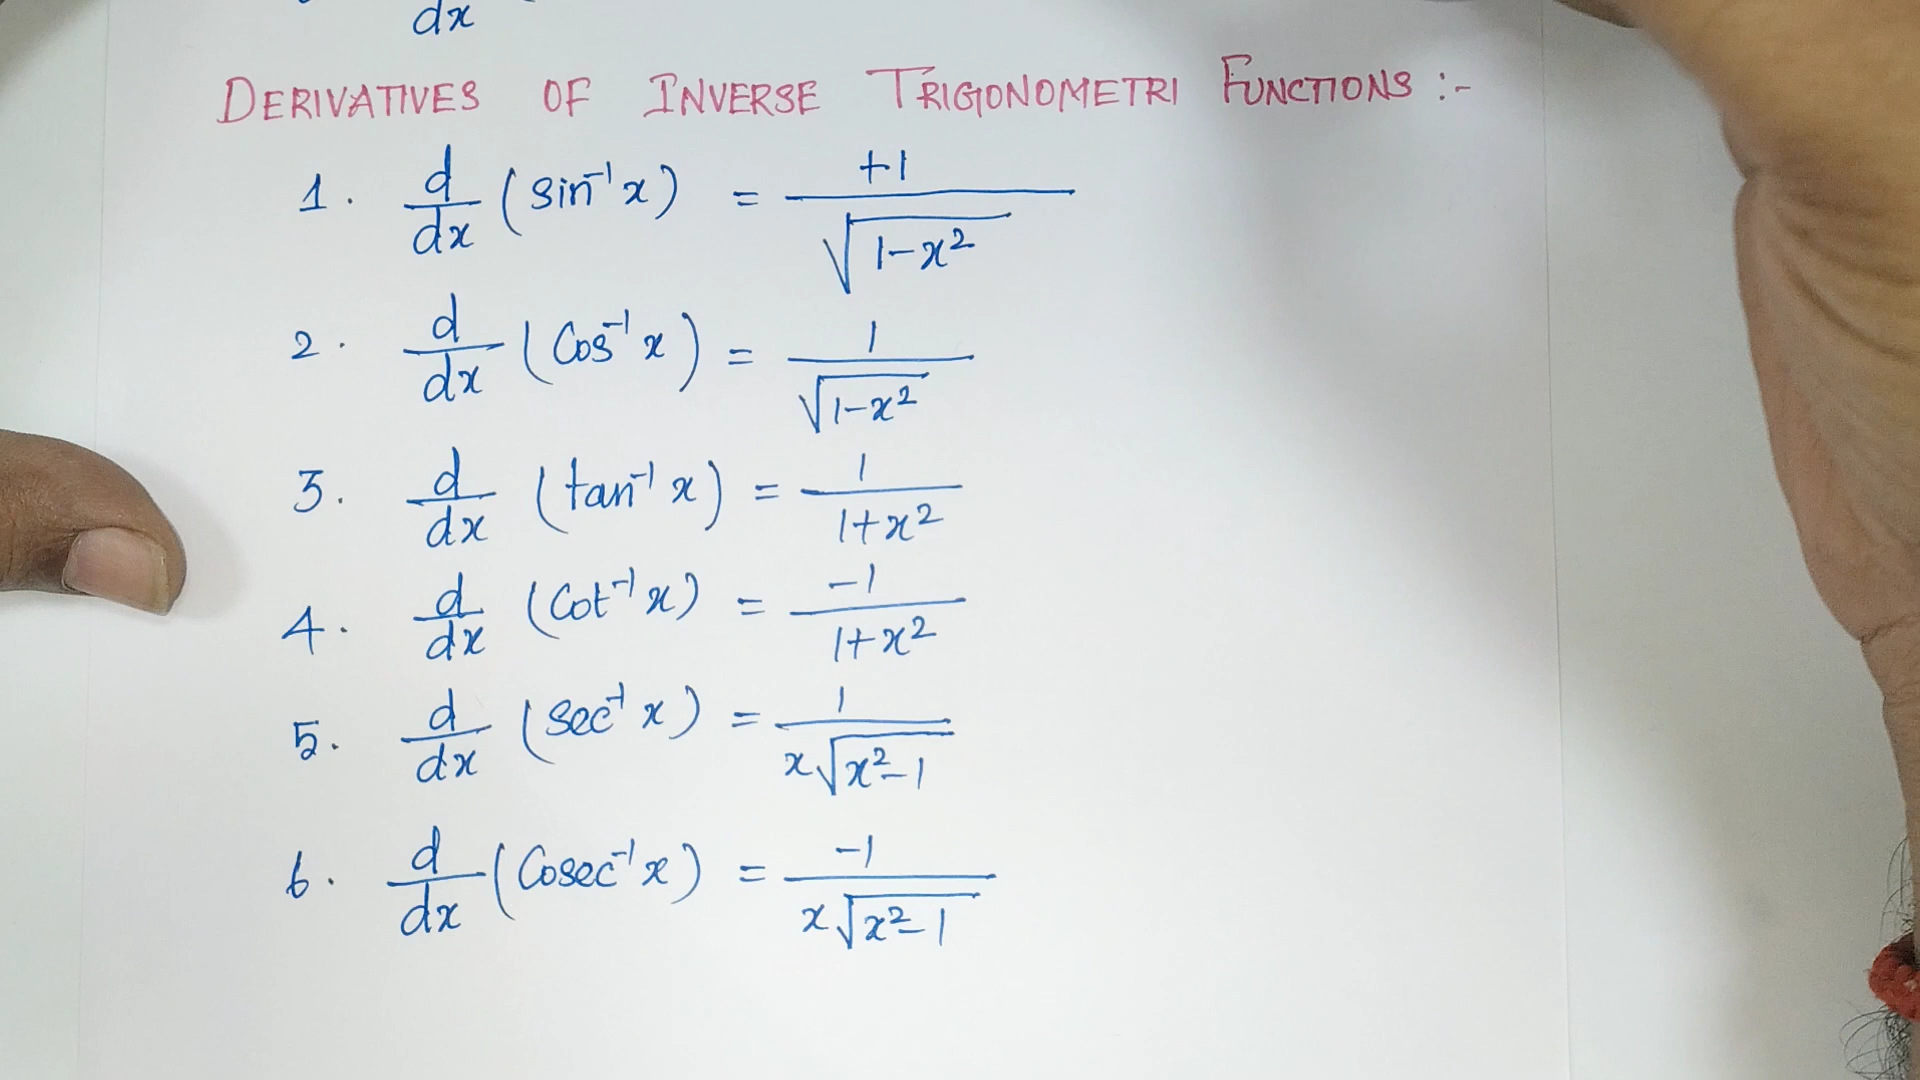 dx
DERIVATIVES OF INVERSE TRIGONOMETRI FUNCTIONS :-
1. d/dx (sin⁻¹x) = +1/√(1-x²)
2. d/dx (Cos⁻¹x) = 1/√(1-x²)
3. d/dx (tan⁻¹x) = 1/(1+x²)
4. d/dx (Cot⁻¹x) = -1/(1+x²)
5. d/dx (sec⁻¹x) = 1/(x√(x²-1))
6. d/dx (Cosec⁻¹x) = -1/(x√(x²-1))